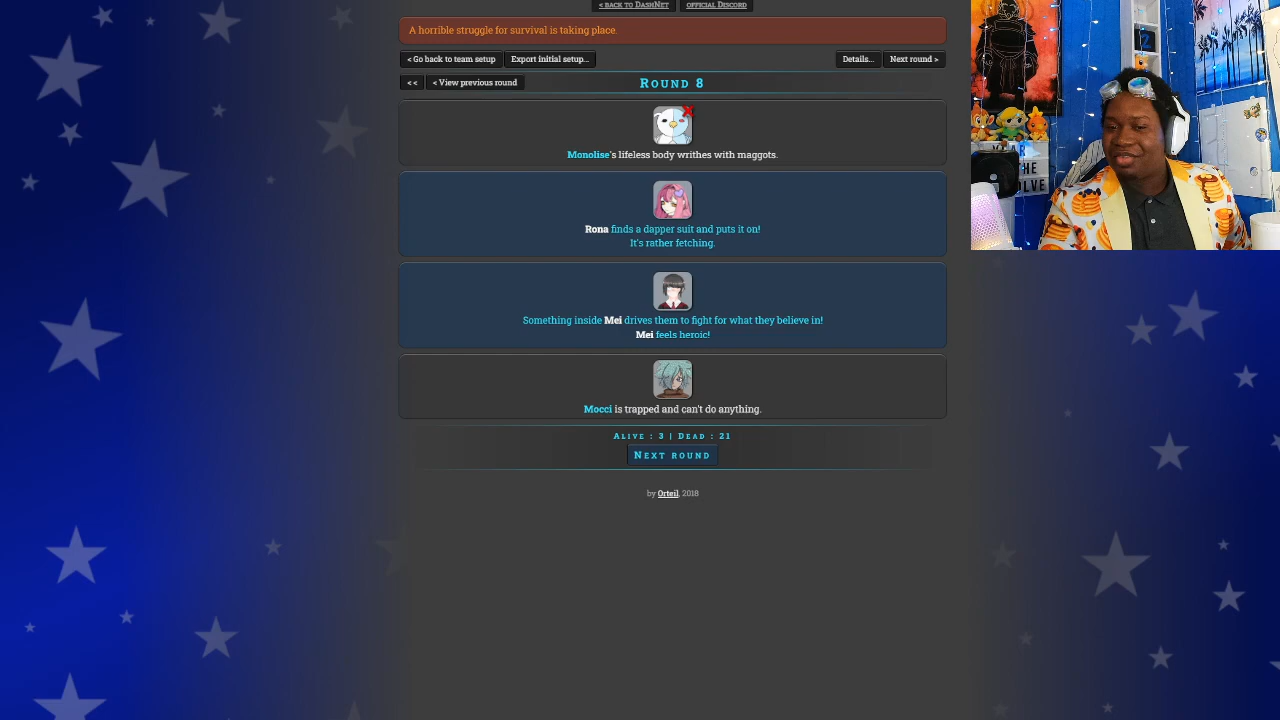 < BACK TO DASHNET
OFFICIAL DISCORD
A horrible struggle for survival is taking place.
< Go back to team setup
Export initial setup...
Details...
Next round >
<<
< View previous round
ROUND 8
X
Monolise's lifeless body writhes with maggots.
Rona finds a dapper suit and puts it on!
It's rather fetching.
Something inside Mei drives them to fight for what they believe in!
Mei feels heroic!
Mocci is trapped and can't do anything.
ALIVE : 3 | DEAD : 21
NEXT ROUND
by Orteil, 2018
THE
OLVE